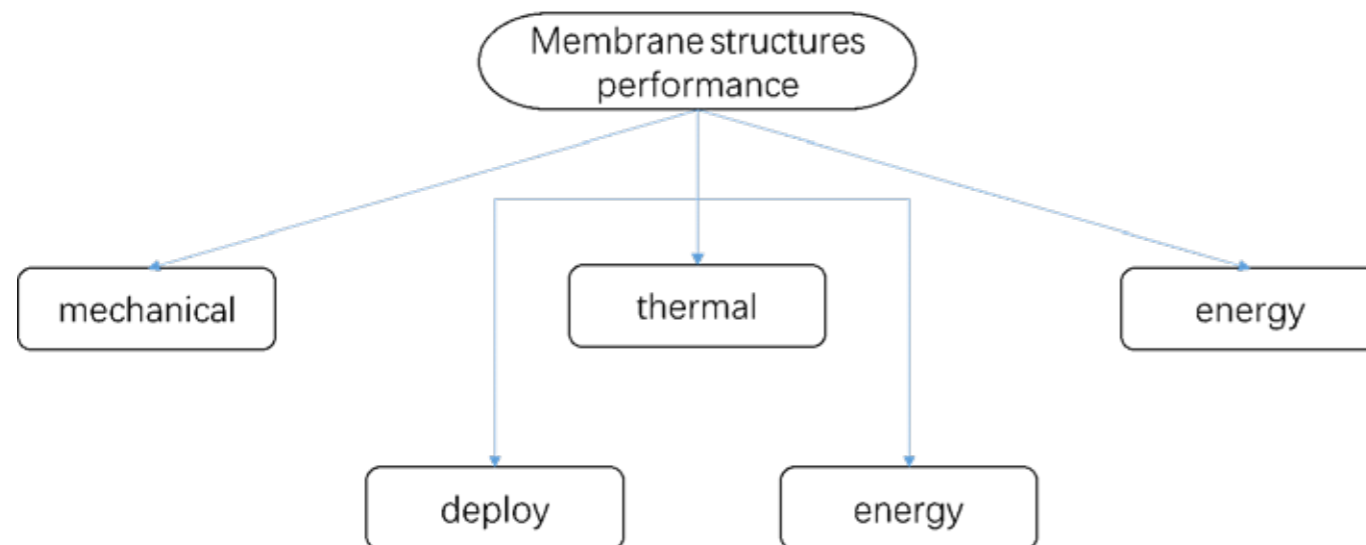 Membrane structures
performance
mechanical
thermal
energy
deploy
energy